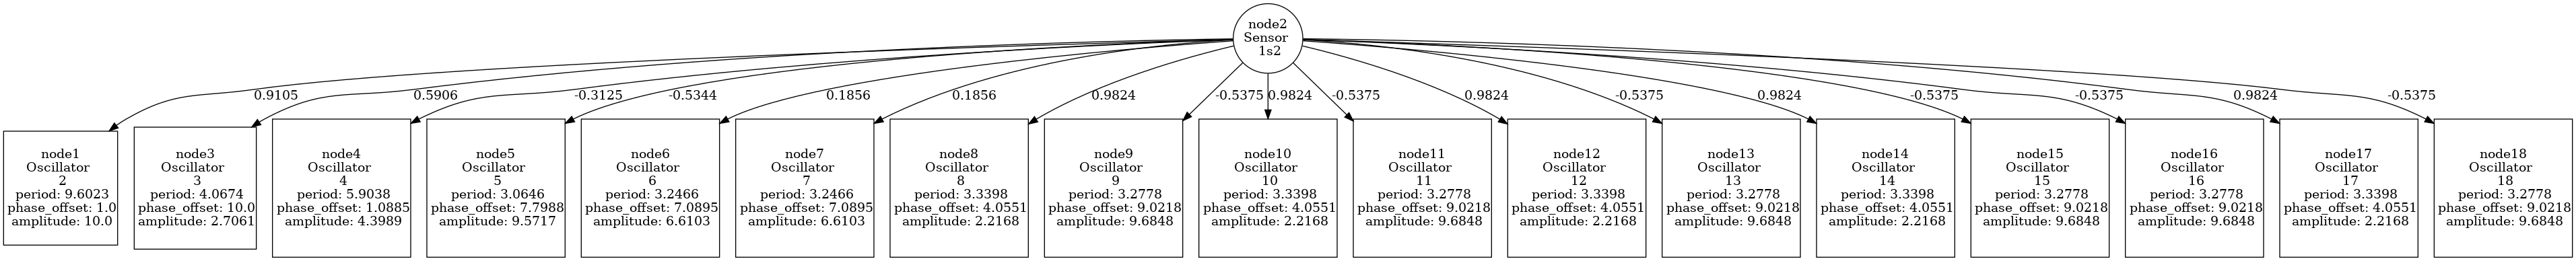 node2
Sensor
1s2
0.9105
0.5906
-0.3125
-0.5344
0.1856
0.1856
0.9824
-0.5375
0.9824
-0.5375
0.9824
-0.5375
0.9824
-0.5375
-0.5375
0.9824
-0.5375
node1
Oscillator
2
period: 9.6023
phase_offset: 1.0
amplitude: 10.0
node3
Oscillator
3
period: 4.0674
phase_offset: 10.0
amplitude: 2.7061
node4
Oscillator
4
period: 5.9038
phase_offset: 1.0885
amplitude: 4.3989
node5
Oscillator
5
period: 3.0646
phase_offset: 7.7988
amplitude: 9.5717
node6
Oscillator
6
period: 3.2466
phase_offset: 7.0895
amplitude: 6.6103
node7
Oscillator
7
period: 3.2466
phase_offset: 7.0895
amplitude: 6.6103
node8
Oscillator
8
period: 3.3398
phase_offset: 4.0551
amplitude: 2.2168
node9
Oscillator
9
period: 3.2778
phase_offset: 9.0218
amplitude: 9.6848
node10
Oscillator
10
period: 3.3398
phase_offset: 4.0551
amplitude: 2.2168
node11
Oscillator
11
period: 3.2778
phase_offset: 9.0218
amplitude: 9.6848
node12
Oscillator
12
period: 3.3398
phase_offset: 4.0551
amplitude: 2.2168
node13
Oscillator
13
period: 3.2778
phase_offset: 9.0218
amplitude: 9.6848
node14
Oscillator
14
period: 3.3398
phase_offset: 4.0551
amplitude: 2.2168
node15
Oscillator
15
period: 3.2778
phase_offset: 9.0218
amplitude: 9.6848
node16
Oscillator
16
period: 3.2778
phase_offset: 9.0218
amplitude: 9.6848
node17
Oscillator
17
period: 3.3398
phase_offset: 4.0551
amplitude: 2.2168
node18
Oscillator
18
period: 3.2778
phase_offset: 9.0218
amplitude: 9.6848